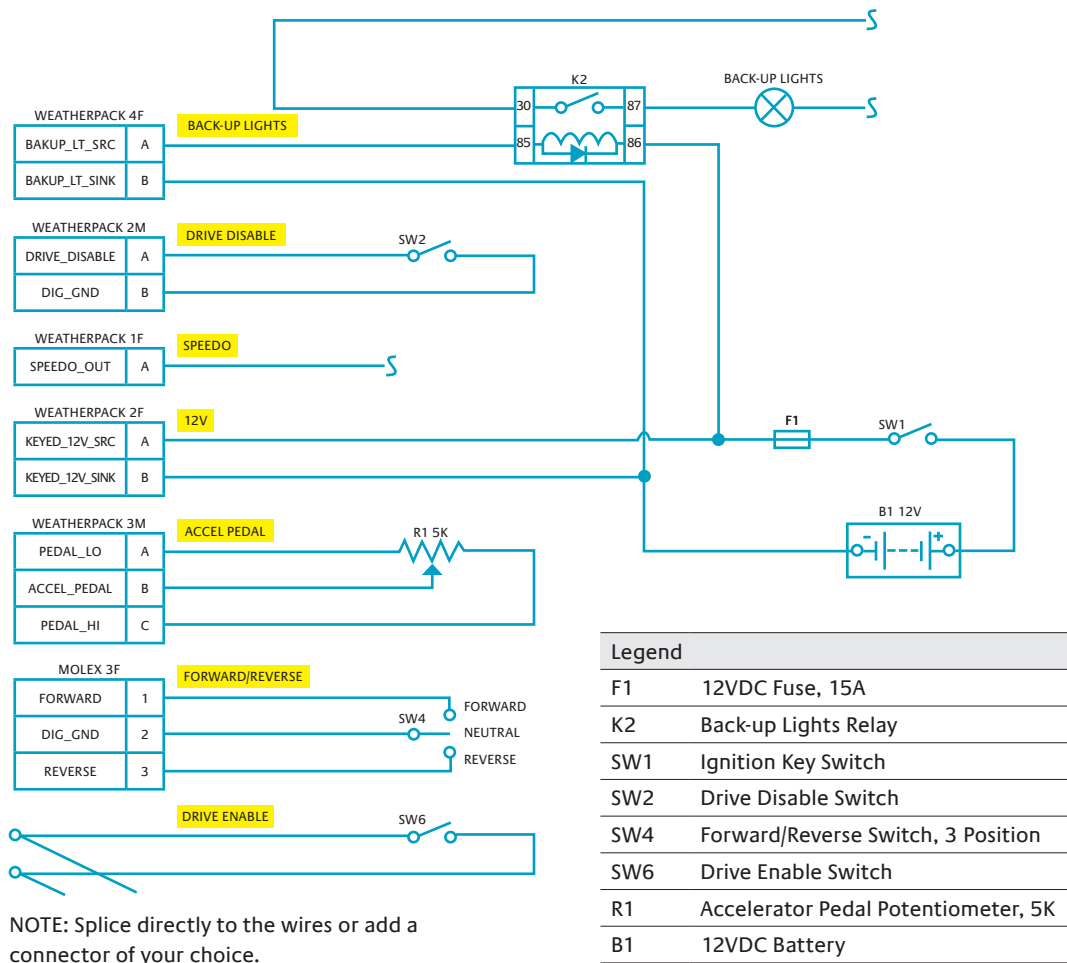 K2
BACK-UP LIGHTS
30
87
85
86
WEATHERPACK 4F
BACK-UP LIGHTS
BAKUP_LT_SRC A
BAKUP_LT_SINK B
WEATHERPACK 2M
DRIVE DISABLE
SW2
DRIVE_DISABLE A
DIG_GND B
WEATHERPACK 1F
SPEEDO
SPEEDO_OUT A
WEATHERPACK 2F
12V
F1
SW1
KEYED_12V_SRC A
KEYED_12V_SINK B
B1 12V
- +
WEATHERPACK 3M
ACCEL PEDAL
R1 5K
PEDAL_LO A
ACCEL_PEDAL B
PEDAL_HI C
MOLEX 3F
FORWARD/REVERSE
FORWARD 1
DIG_GND 2
REVERSE 3
SW4
FORWARD
NEUTRAL
REVERSE
DRIVE ENABLE
SW6
NOTE: Splice directly to the wires or add a
connector of your choice.
Legend
F1 12VDC Fuse, 15A
K2 Back-up Lights Relay
SW1 Ignition Key Switch
SW2 Drive Disable Switch
SW4 Forward/Reverse Switch, 3 Position
SW6 Drive Enable Switch
R1 Accelerator Pedal Potentiometer, 5K
B1 12VDC Battery